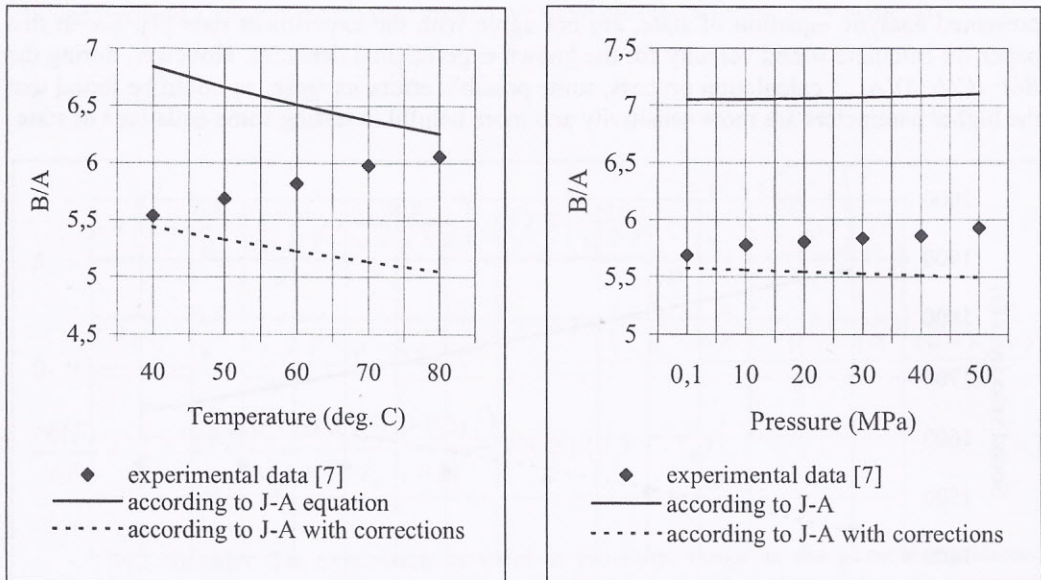 7
6,5
6
5,5
5
4,5
B/A
40 50 60 70 80
Temperature (deg. C)
experimental data [7]
according to J-A equation
according to J-A with corrections
7,5
7
6,5
6
5,5
5
B/A
0,1 10 20 30 40 50
Pressure (MPa)
experimental data [7]
according to J-A
according to J-A with corrections